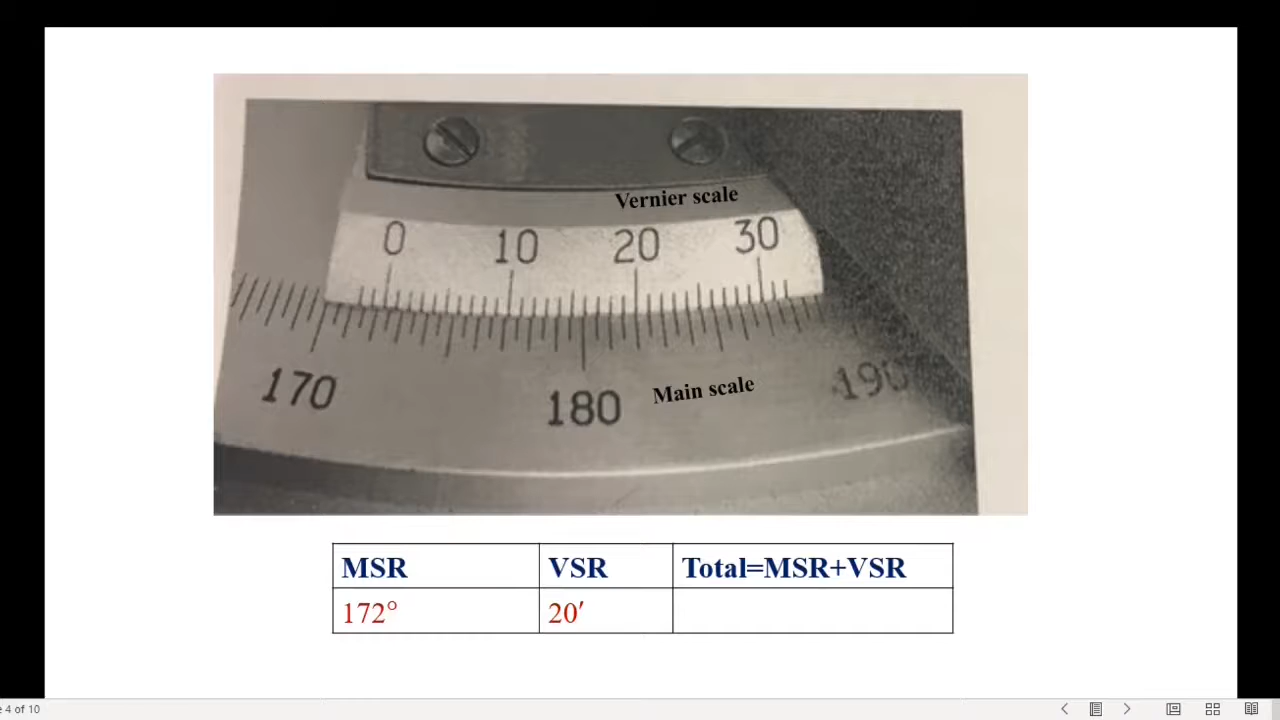 Vernier scale
0 10 20 30
170 180 190
Main scale
MSR VSR Total=MSR+VSR
172° 20′
e 4 of 10